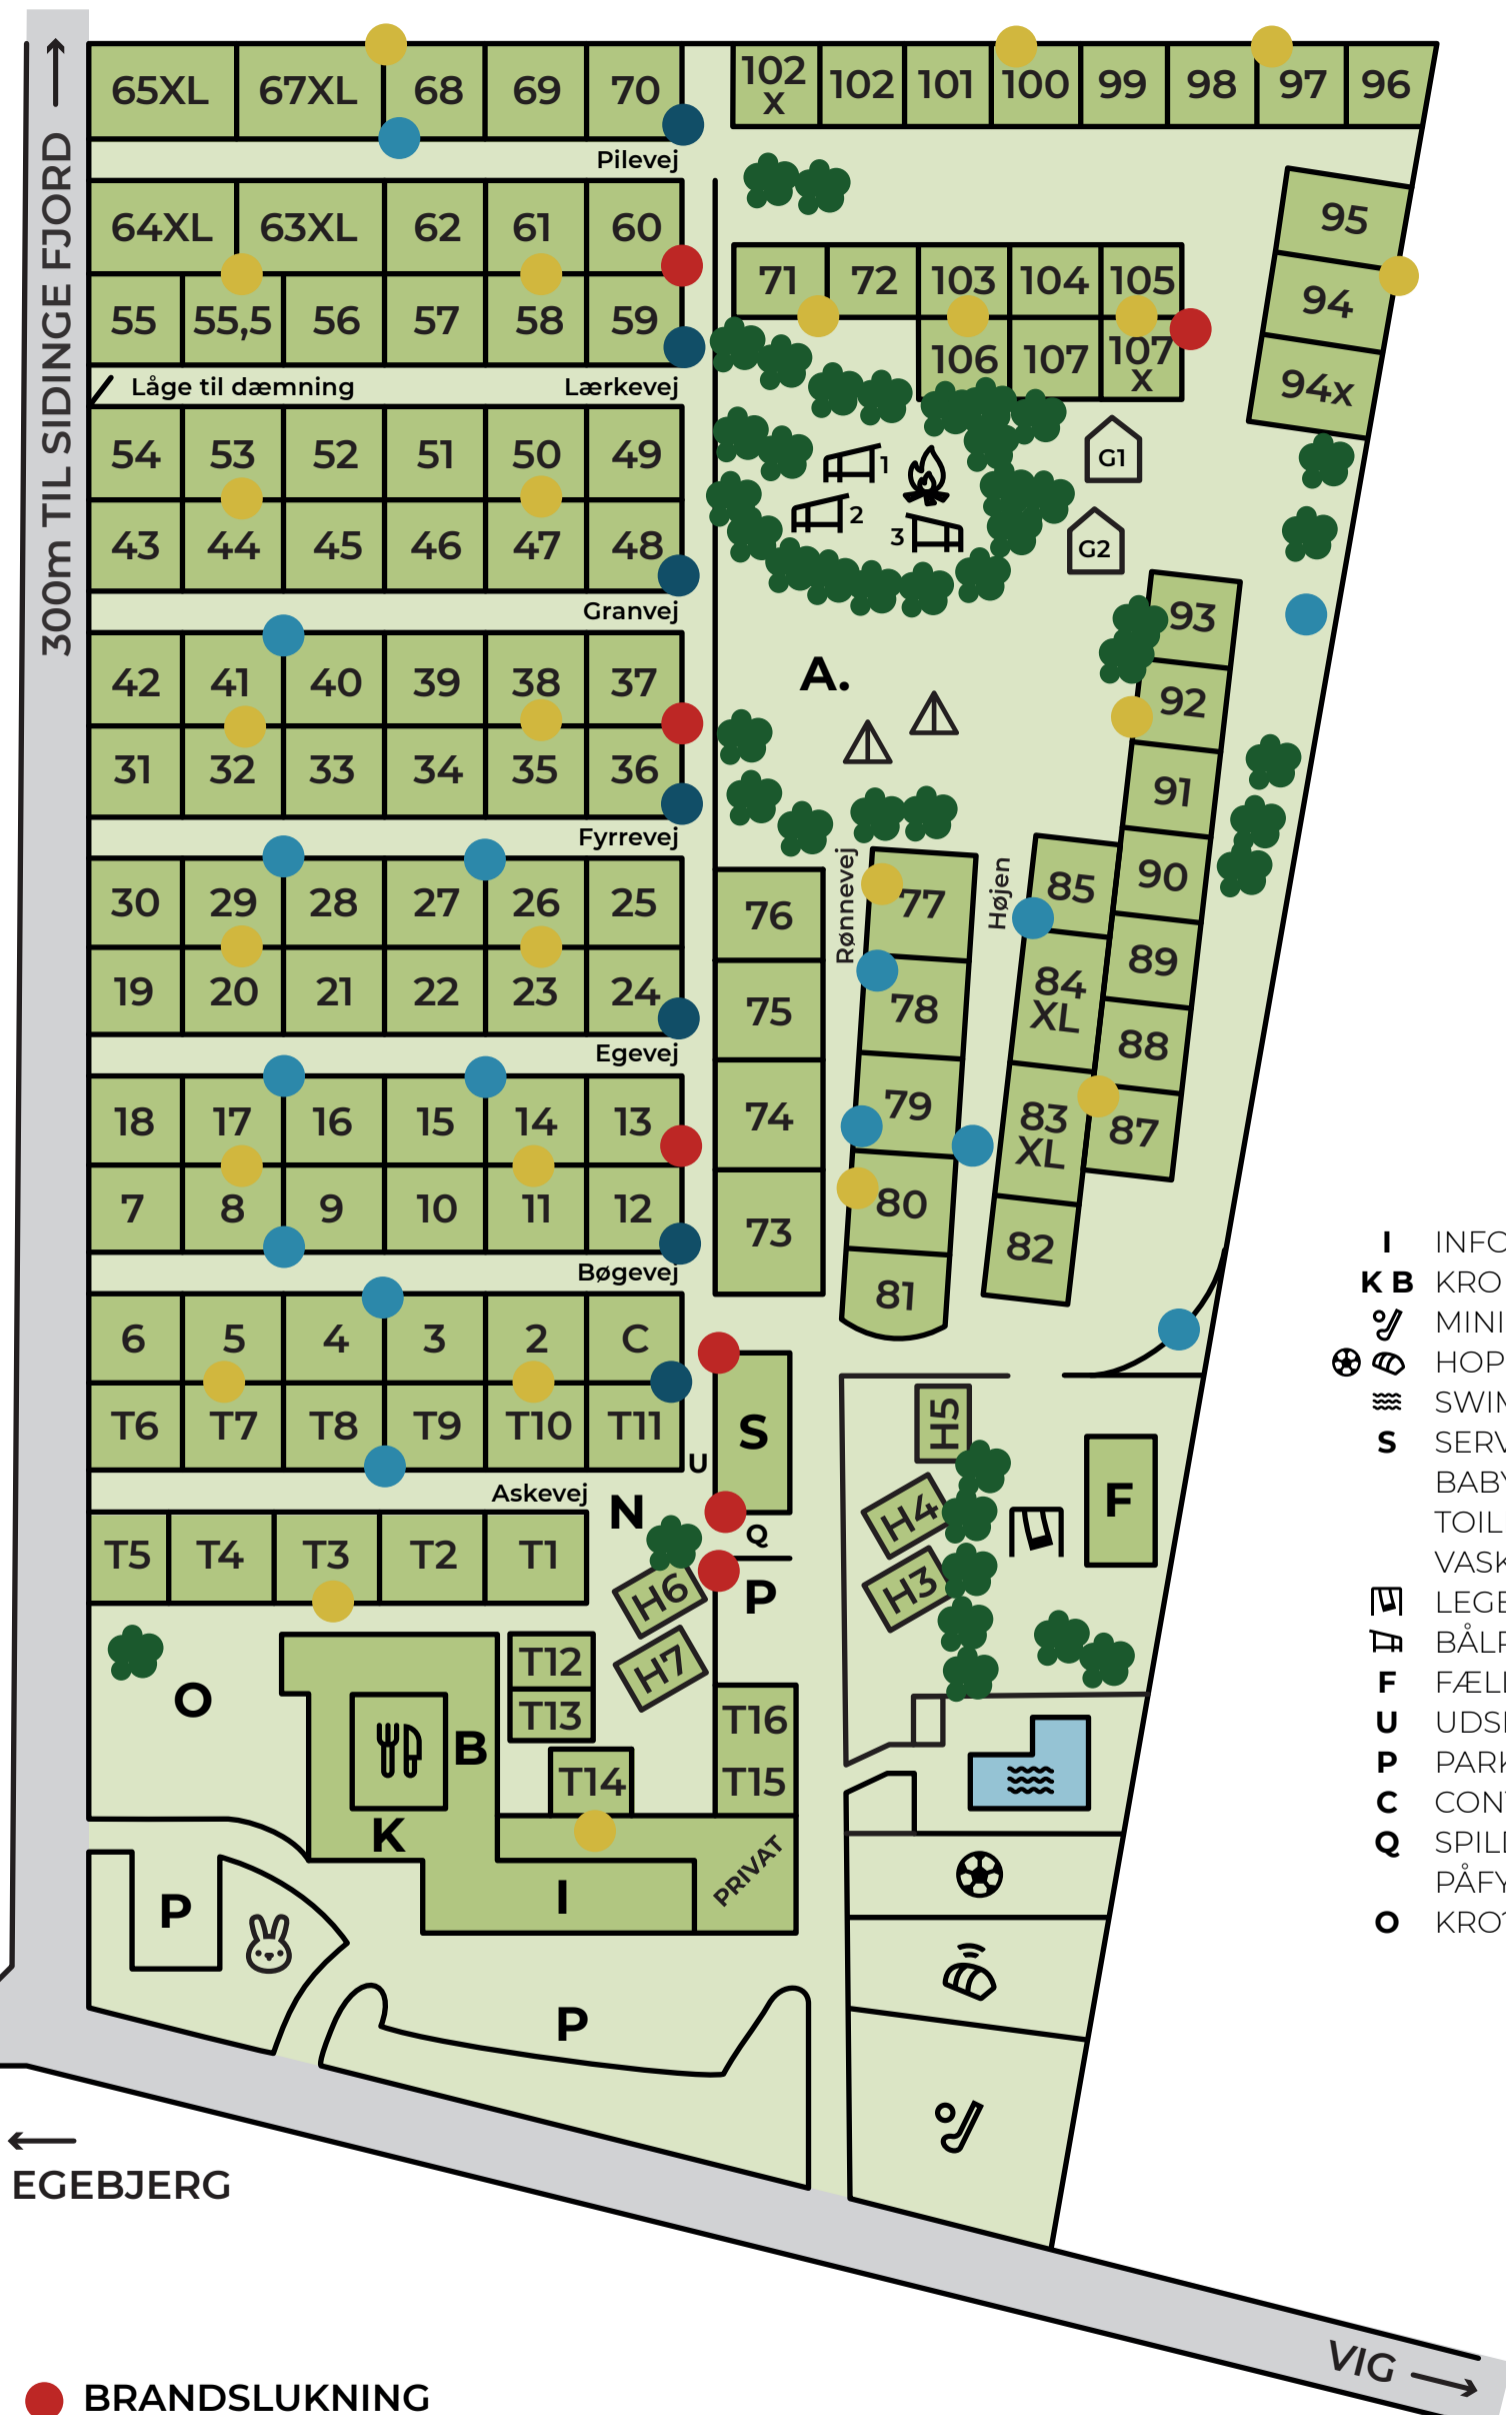 300m TIL SIDINGE FJORD
65XL 67XL 68 69 70
102 X 102 101 100 99 98 97 96
Pilevej
64XL 63XL 62 61 60
55 55,5 56 57 58 59
71 72 103 104 105
106 107 107 X
95
94
94x
Låge til dæmning Lærkevej
54 53 52 51 50 49
43 44 45 46 47 48
1
2
3
G1
G2
Granvej
42 41 40 39 38 37
31 32 33 34 35 36
A.
93
92
91
90
89
88
87
Fyrrevej
30 29 28 27 26 25
19 20 21 22 23 24
76
75
74
73
Rønnevej
77
78
79
80
81
Højen
85
84 XL
83 XL
82
Egevej
18 17 16 15 14 13
7 8 9 10 11 12
Bøgevej
6 5 4 3 2 C
T6 T7 T8 T9 T10 T11
U
S
Askevej
N
Q
P
T5 T4 T3 T2 T1
H6
H7
H5
H4
H3
F
O
T12
T13
T14
T16
T15
B
K
I
PRIVAT
P
P
I INFO
K B KRO
MINI
HOP
SWIM
S SERV
BABY
TOIL
VASK
LEGE
BÅLP
F FÆLL
U UDS
P PARK
C CON
Q SPIL
PÅFY
O KRO
EGEBJERG
VIG
BRANDSLUKNING